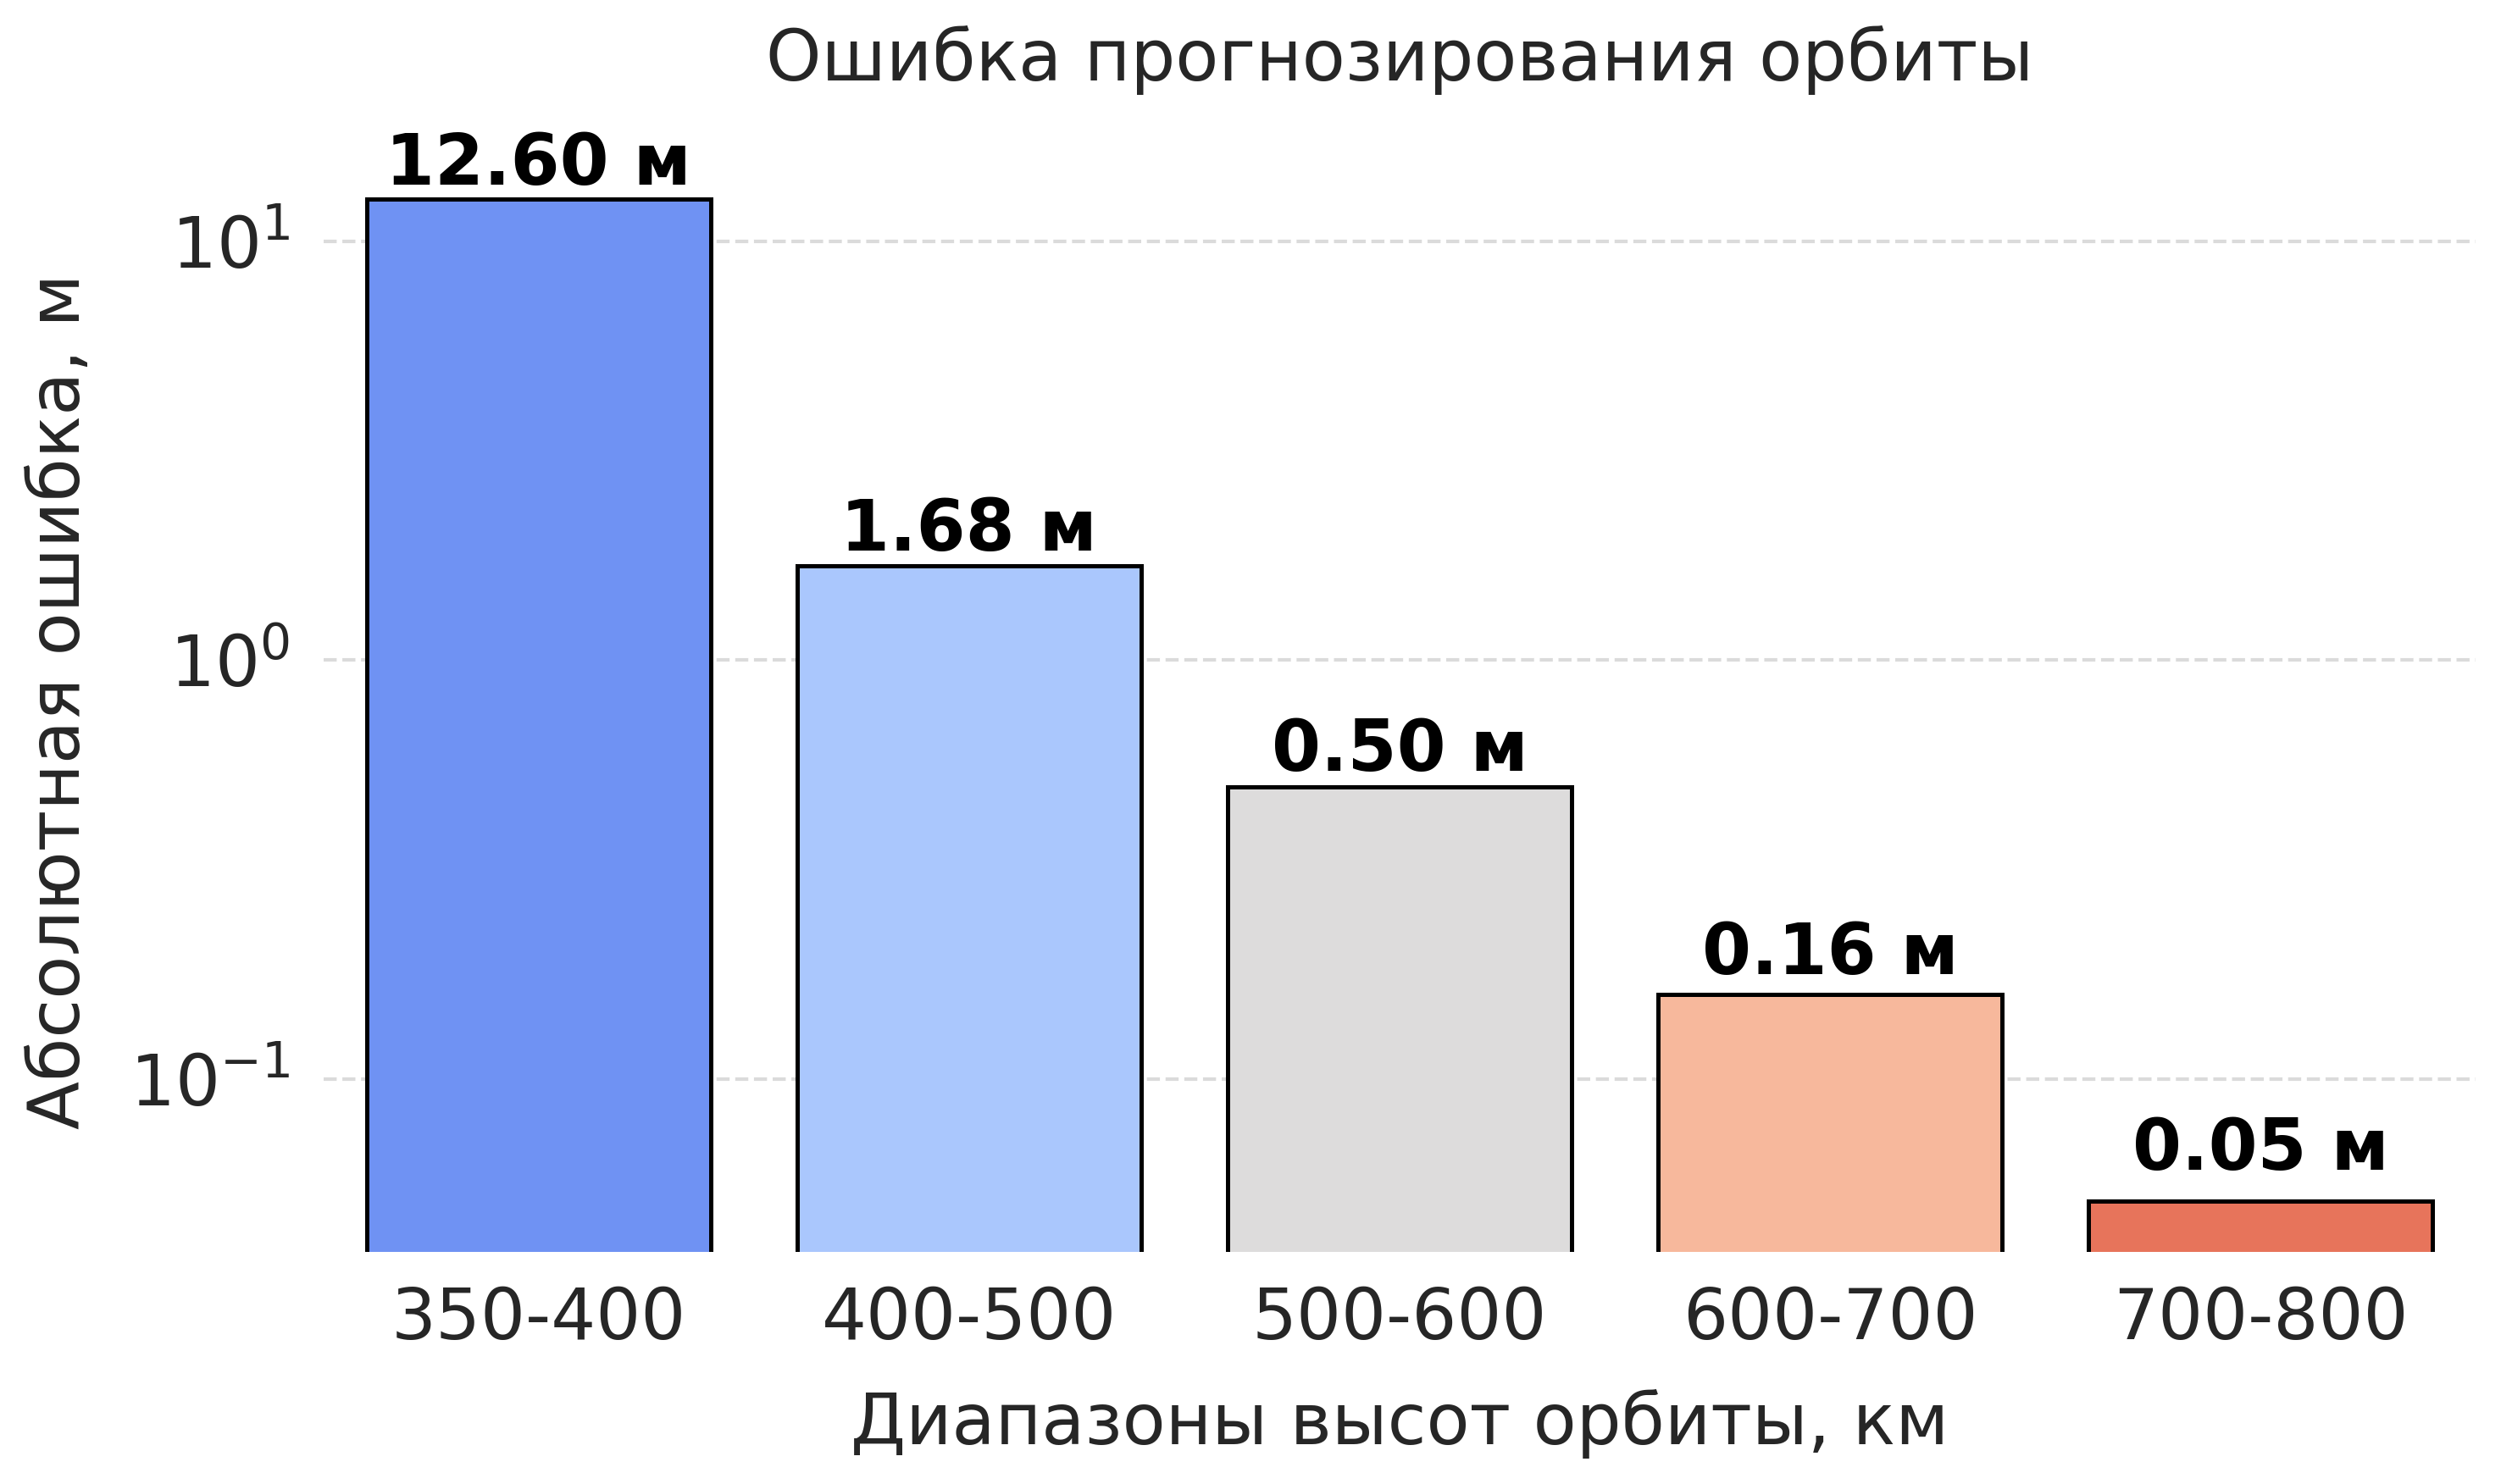 Ошибка прогнозирования орбиты
12.60 м
10¹
1.68 м
10⁰
0.50 м
0.16 м
10⁻¹
0.05 м
Абсолютная ошибка, м
350-400 400-500 500-600 600-700 700-800
Диапазоны высот орбиты, км